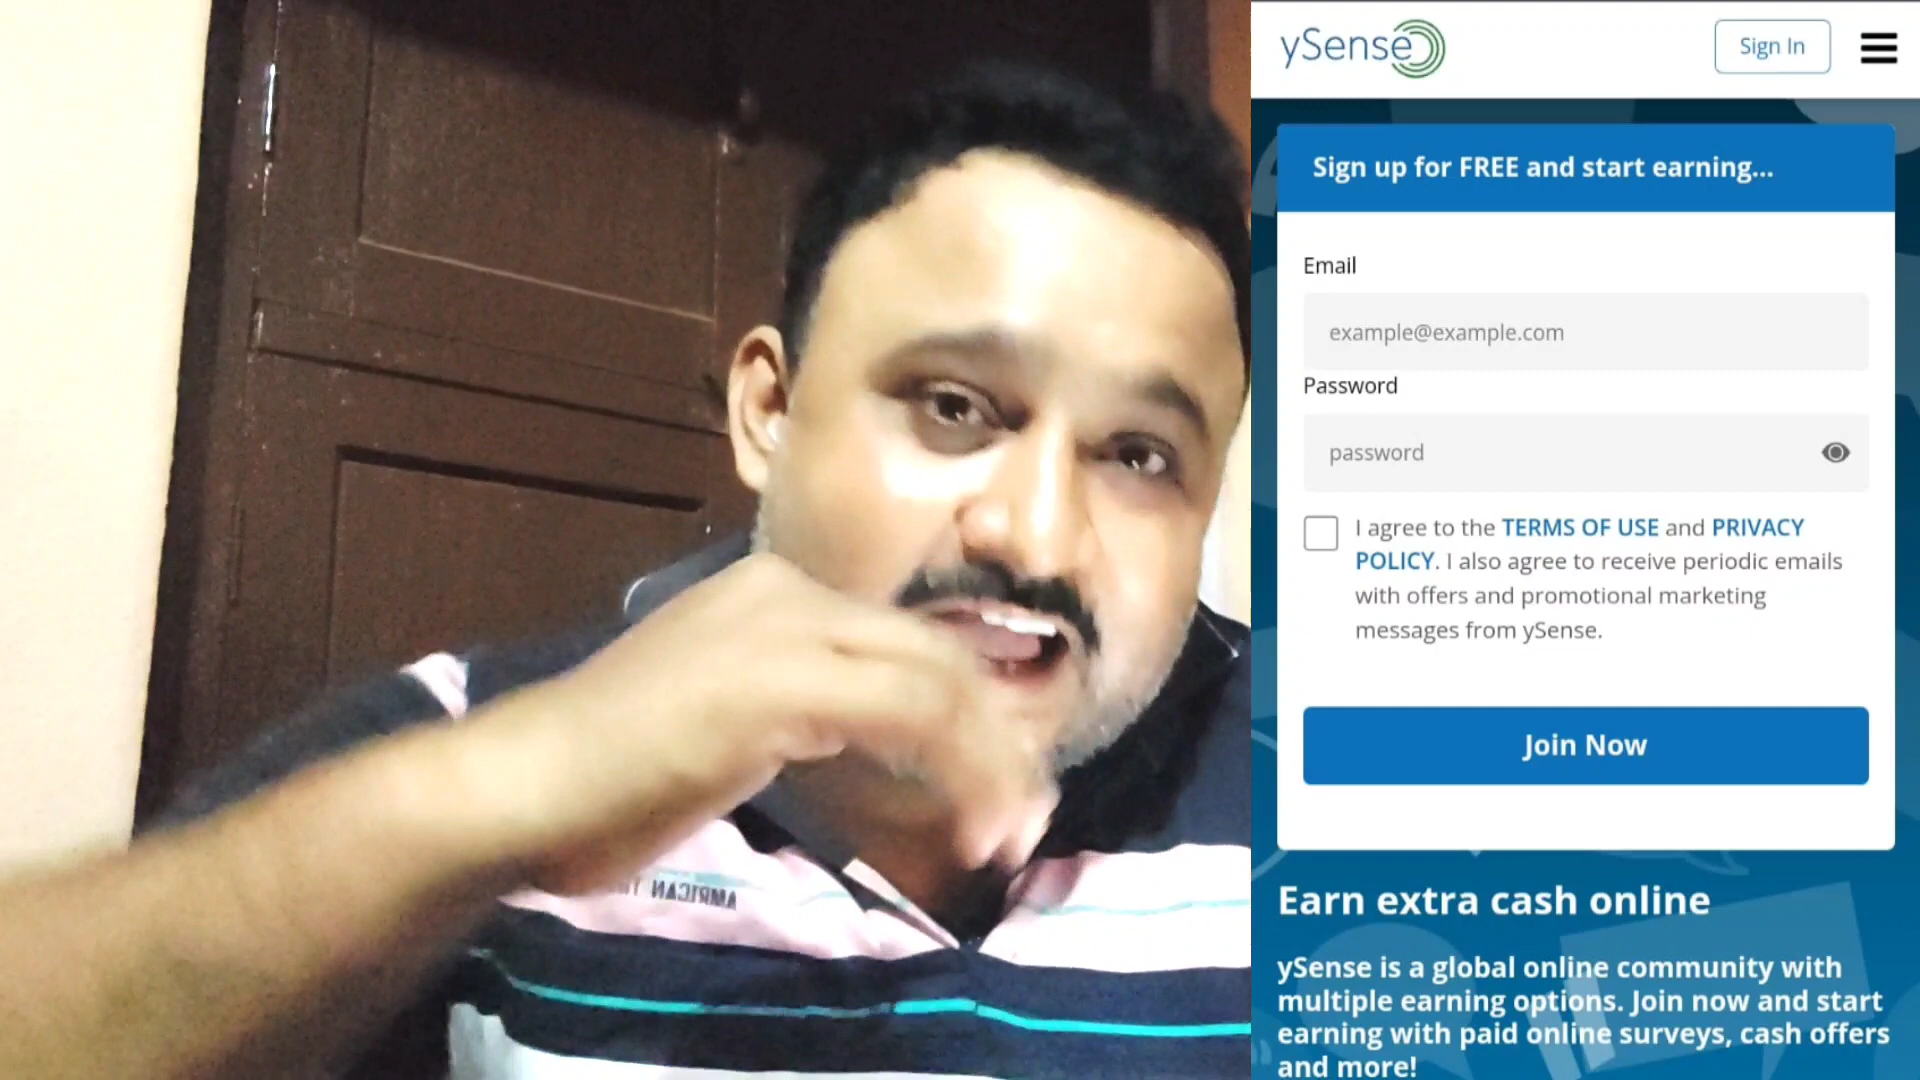 ySense
Sign In
Sign up for FREE and start earning...
Email
example@example.com
Password
password
I agree to the TERMS OF USE and PRIVACY
POLICY. I also agree to receive periodic emails
with offers and promotional marketing
messages from ySense.
Join Now
Earn extra cash online
ySense is a global online community with
multiple earning options. Join now and start
earning with paid online surveys, cash offers
and more!
AMRICAN